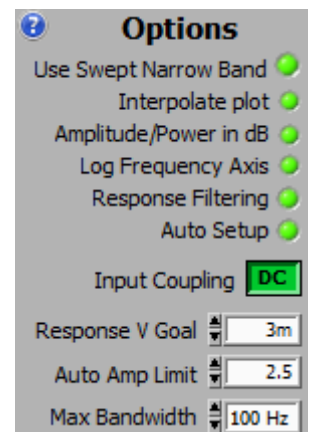 ? Options
Use Swept Narrow Band
Interpolate plot
Amplitude/Power in dB
Log Frequency Axis
Response Filtering
Auto Setup
Input Coupling DC
Response V Goal 3m
Auto Amp Limit 2.5
Max Bandwidth 100 Hz